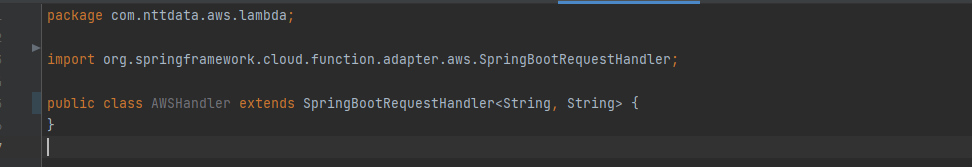 package com.nttdata.aws.lambda;
import org.springframework.cloud.function.adapter.aws.SpringBootRequestHandler;
public class AWSHandler extends SpringBootRequestHandler<String, String> {
}